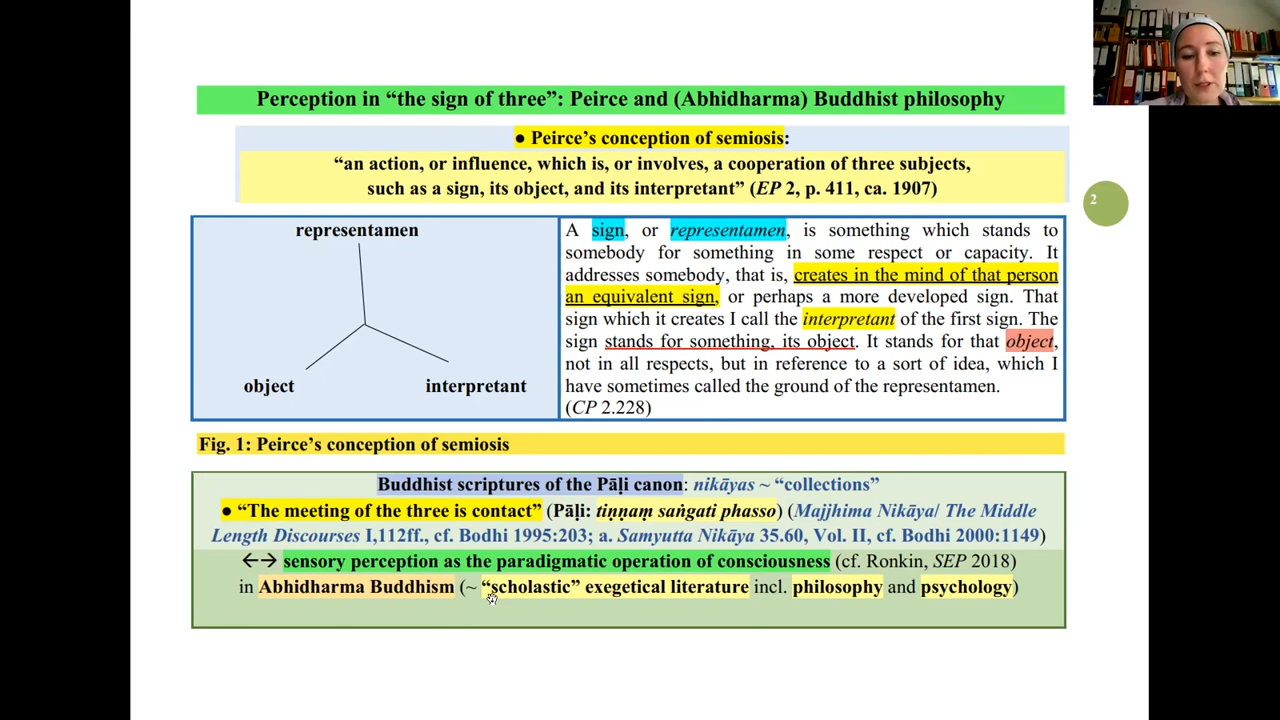 Perception in “the sign of three”: Peirce and (Abhidharma) Buddhist philosophy
● Peirce’s conception of semiosis:
“an action, or influence, which is, or involves, a cooperation of three subjects,
such as a sign, its object, and its interpretant” (EP 2, p. 411, ca. 1907)
2
representamen
object
interpretant
A sign, or representamen, is something which stands to
somebody for something in some respect or capacity. It
addresses somebody, that is, creates in the mind of that person
an equivalent sign, or perhaps a more developed sign. That
sign which it creates I call the interpretant of the first sign. The
sign stands for something, its object. It stands for that object,
not in all respects, but in reference to a sort of idea, which I
have sometimes called the ground of the representamen.
(CP 2.228)
Fig. 1: Peirce’s conception of semiosis
Buddhist scriptures of the Pāḷi canon: nikāyas ~ “collections”
● “The meeting of the three is contact” (Pāḷi: tiṇṇaṃ saṅgati phasso) (Majjhima Nikāya/ The Middle
Length Discourses I,112ff., cf. Bodhi 1995:203; a. Samyutta Nikāya 35.60, Vol. II, cf. Bodhi 2000:1149)
←→ sensory perception as the paradigmatic operation of consciousness (cf. Ronkin, SEP 2018)
in Abhidharma Buddhism (~ “scholastic” exegetical literature incl. philosophy and psychology)